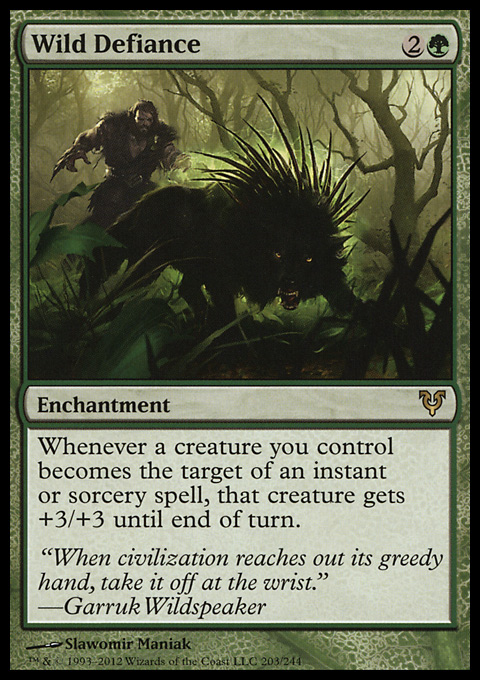 Wild Defiance 2
Enchantment
Whenever a creature you control
becomes the target of an instant
or sorcery spell, that creature gets
+3/+3 until end of turn.
“When civilization reaches out its greedy
hand, take it off at the wrist.”
—Garruk Wildspeaker
Slawomir Maniak
™ & © 1993–2012 Wizards of the Coast LLC 203/244